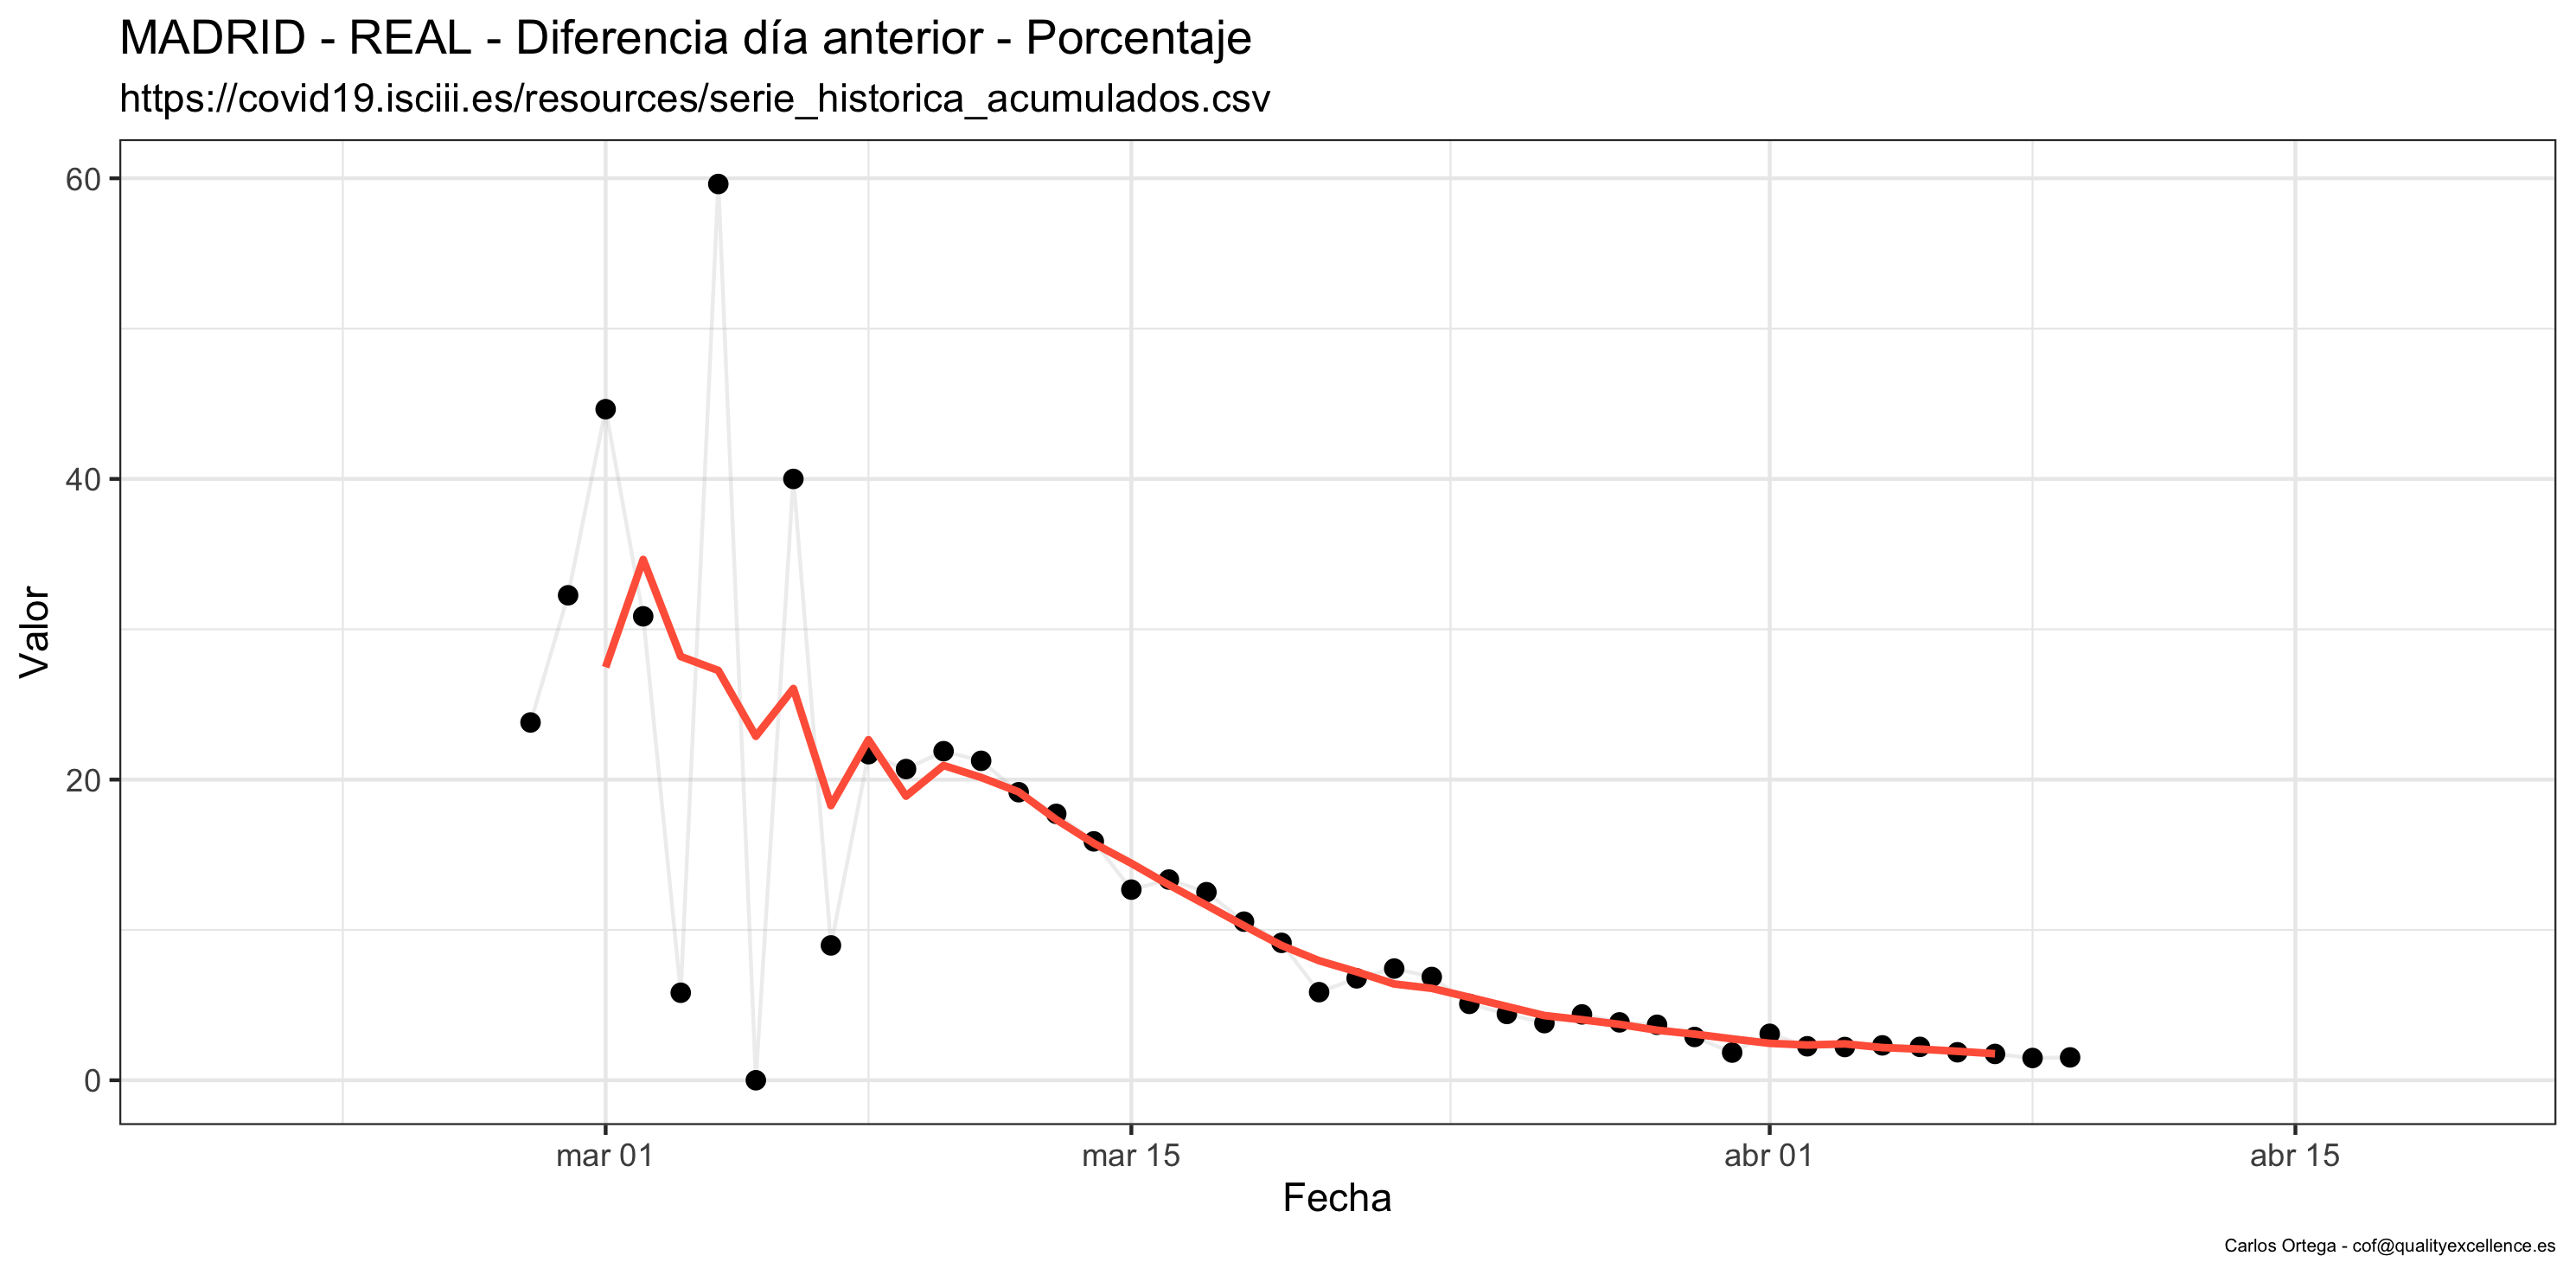 MADRID - REAL - Diferencia día anterior - Porcentaje
https://covid19.isciii.es/resources/serie_historica_acumulados.csv
60
40
20
0
Valor
mar 01
mar 15
abr 01
abr 15
Fecha
Carlos Ortega - cof@qualityexcellence.es